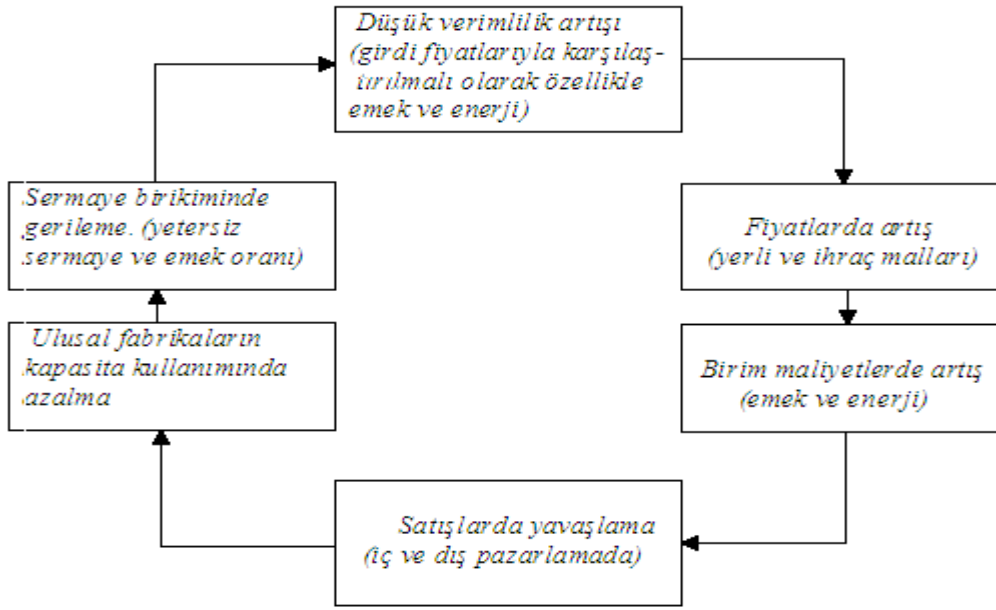 Düşük verimlilik artışı
(girdi fiyatlarıyla karşılaş-
tırılmalı olarak özellikle
emek ve enerji)
Fiyatlarda artış
(yerli ve ihraç malları)
Birim maliyetlerde artış
(emek ve enerji)
Satışlarda yavaşlama
(iç ve dış pazarlamada)
Ulusal fabrikaların
kapasita kullanımında
azalma
Sermaye birikiminde
gerileme. (yetersiz
sermaye ve emek oranı)